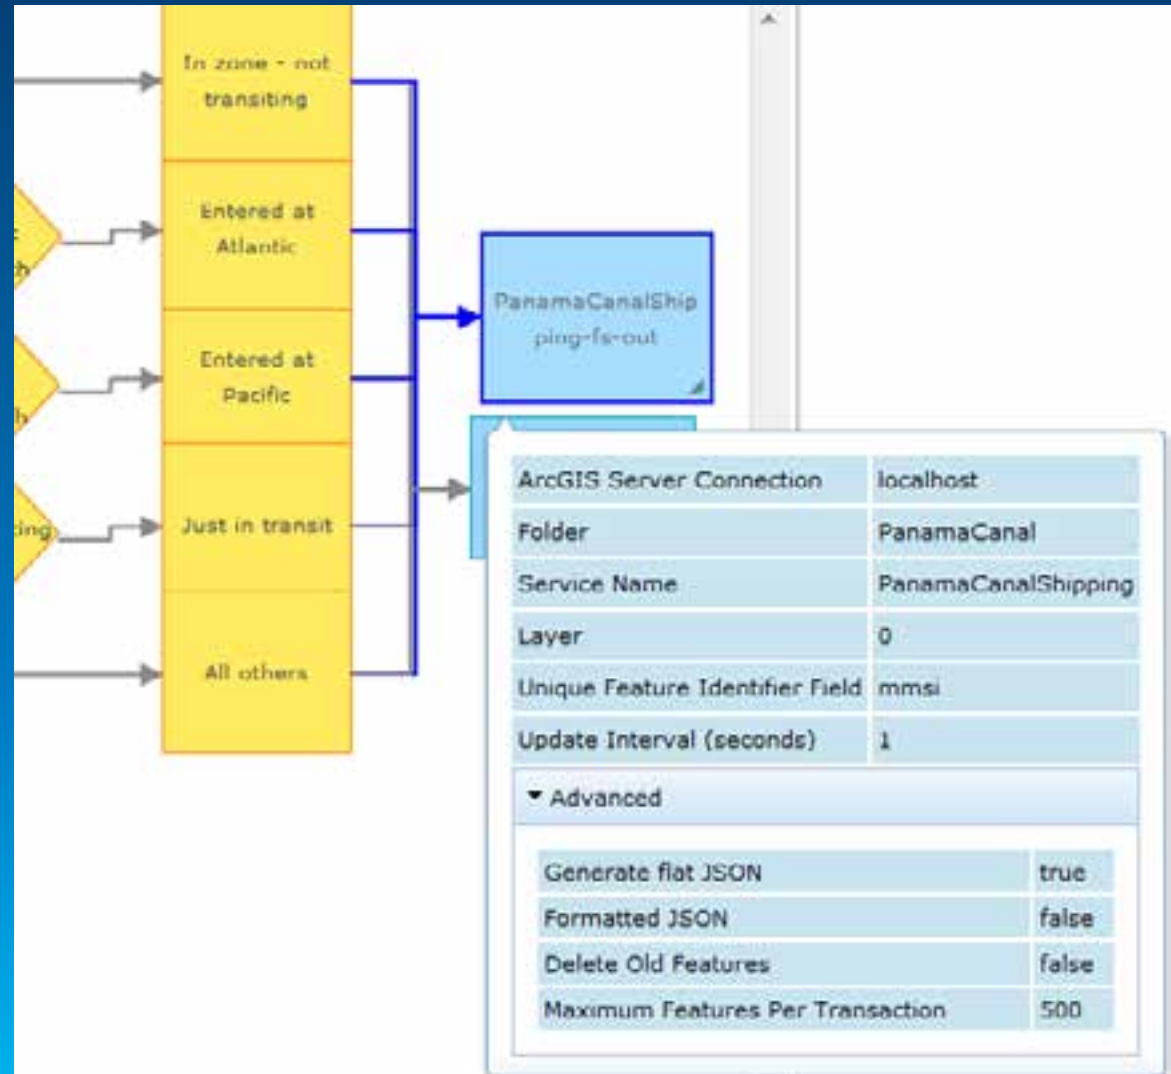 In zone - not
transiting
Entered at
Atlantic
Entered at
Pacific
Just in transit
All others
PanamaCanalShip
ping-fs-out
ArcGIS Server Connection localhost
Folder PanamaCanal
Service Name PanamaCanalShipping
Layer 0
Unique Feature Identifier Field mmsi
Update Interval (seconds) 1
Advanced
Generate flat JSON true
Formatted JSON false
Delete Old Features false
Maximum Features Per Transaction 500